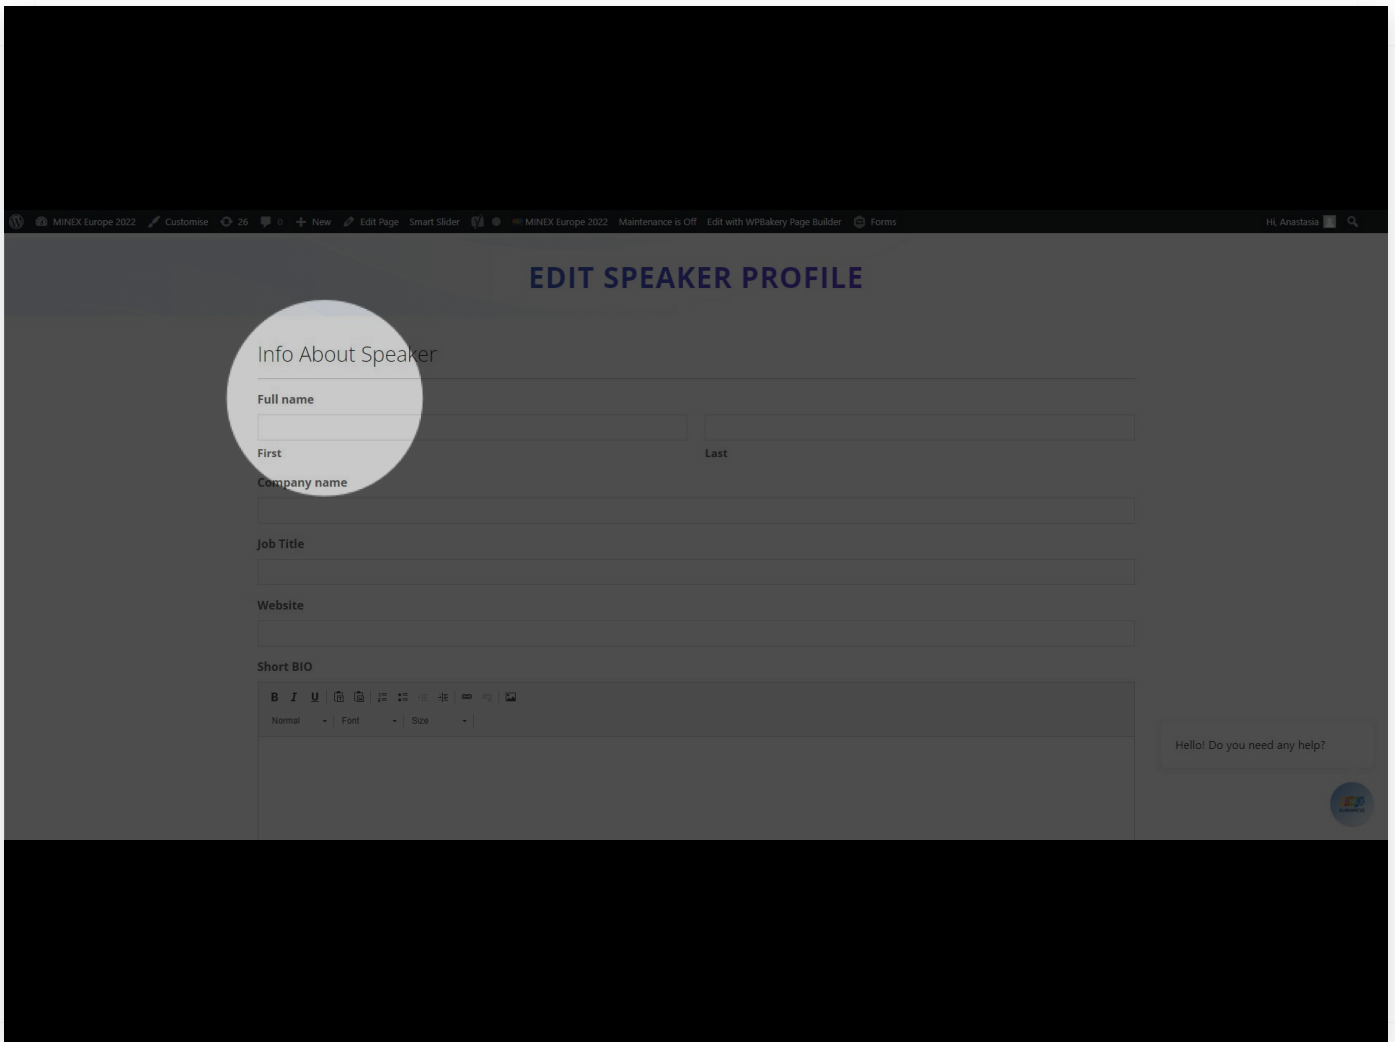 MINEX Europe 2022 Customise 26 0 New Edit Page Smart Slider MINEX Europe 2022 Maintenance is Off Edit with WPBakery Page Builder Forms Hi, Anastasia
EDIT SPEAKER PROFILE
Info About Speaker
Full name
First Last
Company name
Job Title
Website
Short BIO
B I U
Normal Font Size
Hello! Do you need any help?